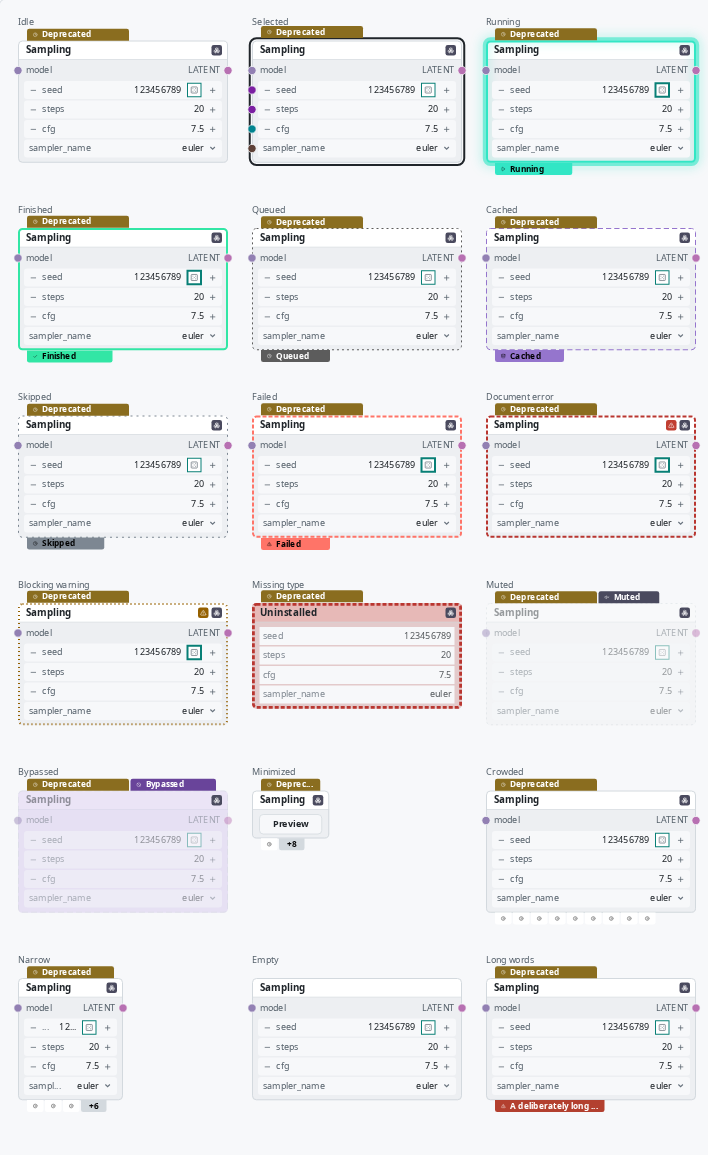 Idle
Deprecated
Sampling
model LATENT
− seed 123456789 +
− steps 20 +
− cfg 7.5 +
sampler_name euler
Selected
Deprecated
Sampling
model LATENT
− seed 123456789 +
− steps 20 +
− cfg 7.5 +
sampler_name euler
Running
Deprecated
Sampling
model LATENT
− seed 123456789 +
− steps 20 +
− cfg 7.5 +
sampler_name euler
Running
Finished
Deprecated
Sampling
model LATENT
− seed 123456789 +
− steps 20 +
− cfg 7.5 +
sampler_name euler
Finished
Queued
Deprecated
Sampling
model LATENT
− seed 123456789 +
− steps 20 +
− cfg 7.5 +
sampler_name euler
Queued
Cached
Deprecated
Sampling
model LATENT
− seed 123456789 +
− steps 20 +
− cfg 7.5 +
sampler_name euler
Cached
Skipped
Deprecated
Sampling
model LATENT
− seed 123456789 +
− steps 20 +
− cfg 7.5 +
sampler_name euler
Skipped
Failed
Deprecated
Sampling
model LATENT
− seed 123456789 +
− steps 20 +
− cfg 7.5 +
sampler_name euler
Failed
Document error
Deprecated
Sampling
model LATENT
− seed 123456789 +
− steps 20 +
− cfg 7.5 +
sampler_name euler
Blocking warning
Deprecated
Sampling
model LATENT
− seed 123456789 +
− steps 20 +
− cfg 7.5 +
sampler_name euler
Missing type
Deprecated
Uninstalled
seed 123456789
steps 20
cfg 7.5
sampler_name euler
Muted
Deprecated Muted
Sampling
model LATENT
− seed 123456789 +
− steps 20 +
− cfg 7.5 +
sampler_name euler
Bypassed
Deprecated Bypassed
Sampling
model LATENT
− seed 123456789 +
− steps 20 +
− cfg 7.5 +
sampler_name euler
Minimized
Deprec...
Sampling
Preview
+8
Crowded
Deprecated
Sampling
model LATENT
− seed 123456789 +
− steps 20 +
− cfg 7.5 +
sampler_name euler
Narrow
Deprecated
Sampling
model LATENT
− ... 12... +
− steps 20 +
− cfg 7.5 +
sampl... euler
+6
Empty
Sampling
model LATENT
− seed 123456789 +
− steps 20 +
− cfg 7.5 +
sampler_name euler
Long words
Deprecated
Sampling
model LATENT
− seed 123456789 +
− steps 20 +
− cfg 7.5 +
sampler_name euler
A deliberately long ...